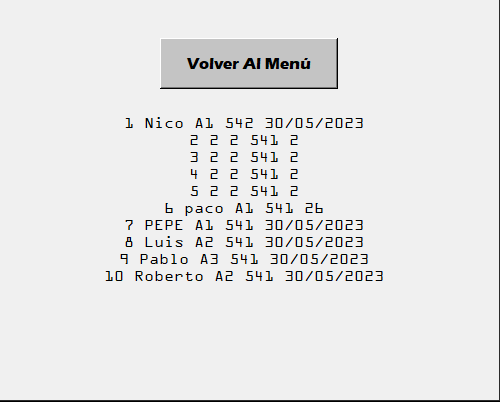 Volver Al Menú
1 Nico A1 542 30/05/2023
2 2 2 541 2
3 2 2 541 2
4 2 2 541 2
5 2 2 541 2
6 paco A1 541 26
7 PEPE A1 541 30/05/2023
8 Luis A2 541 30/05/2023
9 Pablo A3 541 30/05/2023
10 Roberto A2 541 30/05/2023